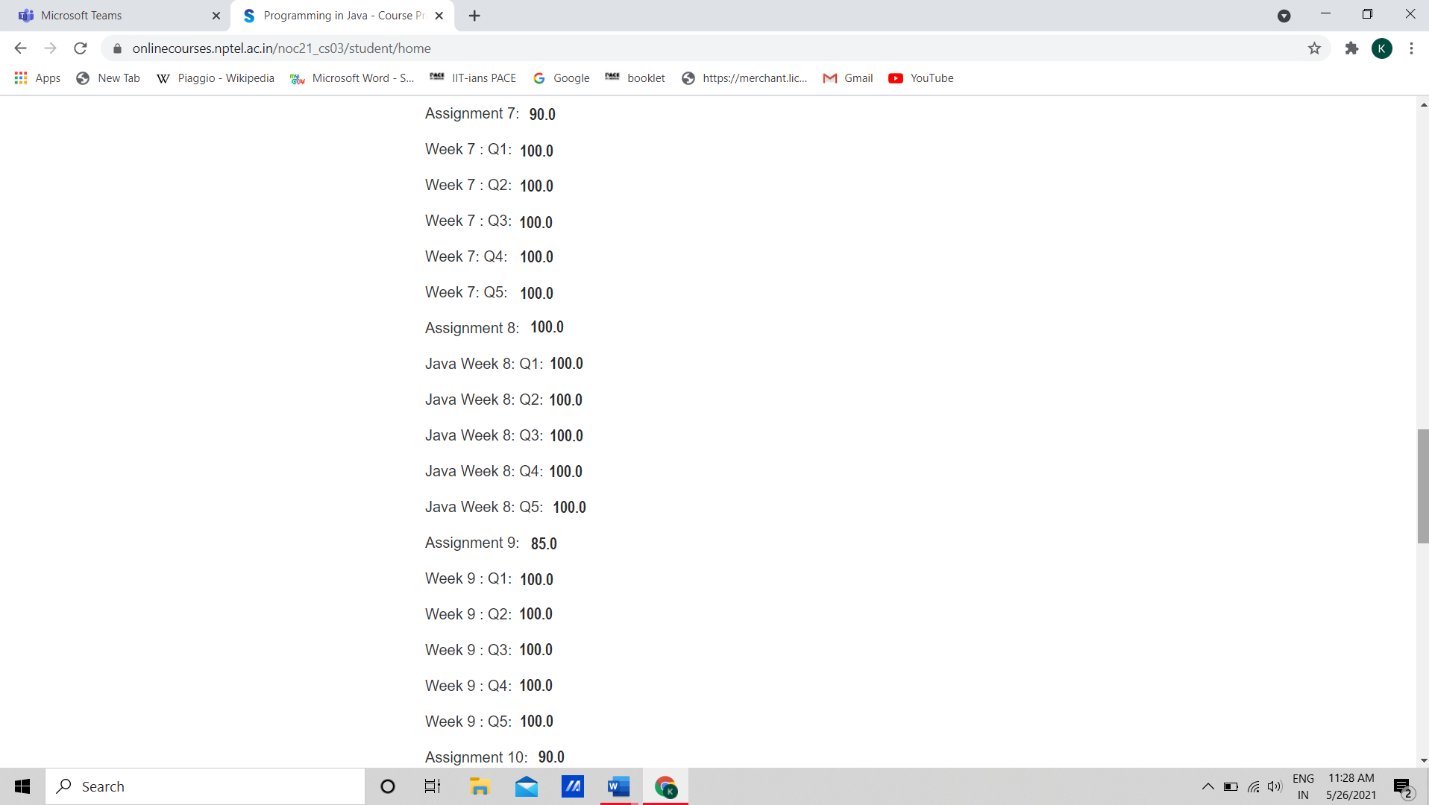 Microsoft Teams
Programming in Java - Course Pr
onlinecourses.nptel.ac.in/noc21_cs03/student/home
K
Apps
New Tab
Piaggio - Wikipedia
Microsoft Word - S...
IIT-ians PACE
Google
booklet
https://merchant.lic...
Gmail
YouTube
Assignment 7: 90.0
Week 7 : Q1: 100.0
Week 7 : Q2: 100.0
Week 7 : Q3: 100.0
Week 7: Q4: 100.0
Week 7: Q5: 100.0
Assignment 8: 100.0
Java Week 8: Q1: 100.0
Java Week 8: Q2: 100.0
Java Week 8: Q3: 100.0
Java Week 8: Q4: 100.0
Java Week 8: Q5: 100.0
Assignment 9: 85.0
Week 9 : Q1: 100.0
Week 9 : Q2: 100.0
Week 9 : Q3: 100.0
Week 9 : Q4: 100.0
Week 9 : Q5: 100.0
Assignment 10: 90.0
Search
ENG
IN
11:28 AM
5/26/2021
2